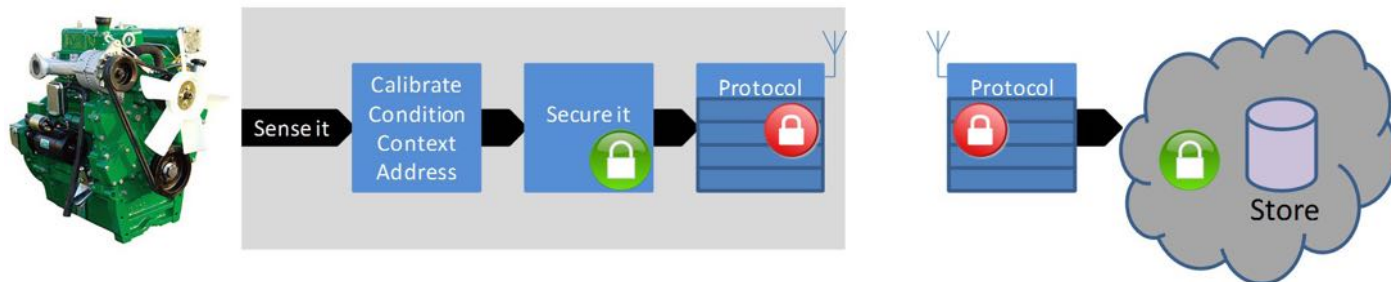 Sense it
Calibrate
Condition
Context
Address
Secure it
Protocol
Protocol
Store